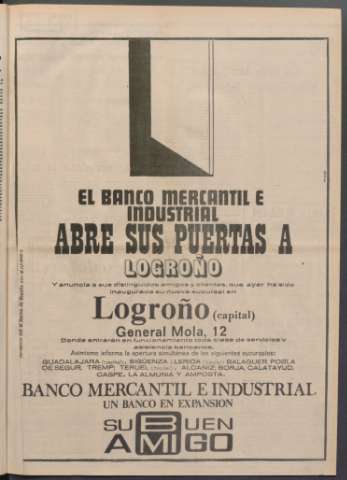 EL BANCO MERCANTIL E
INDUSTRIAL
ABRE SUS PUERTAS A
LOGROÑO
Y anuncia a sus distinguidos amigos y clientes, que ayer ha sido
inaugurada su nueva sucursal en
Logroño (capital)
General Mola, 12
Donde entrarán en funcionamiento toda clase de servicios y
asistencia bancarios.
Asimismo informa la apertura simultánea de las siguientes sucursales:
GUADALAJARA (capital), SIGÜENZA, LERIDA (capital), BALAGUER, POBLA
DE SEGUR, TREMP, TERUEL (capital), ALCAÑIZ, BORJA, CALATAYUD,
CASPE, LA ALMUNIA Y AMPOSTA.
BANCO MERCANTIL E INDUSTRIAL
UN BANCO EN EXPANSION
SU BUEN
AMIGO